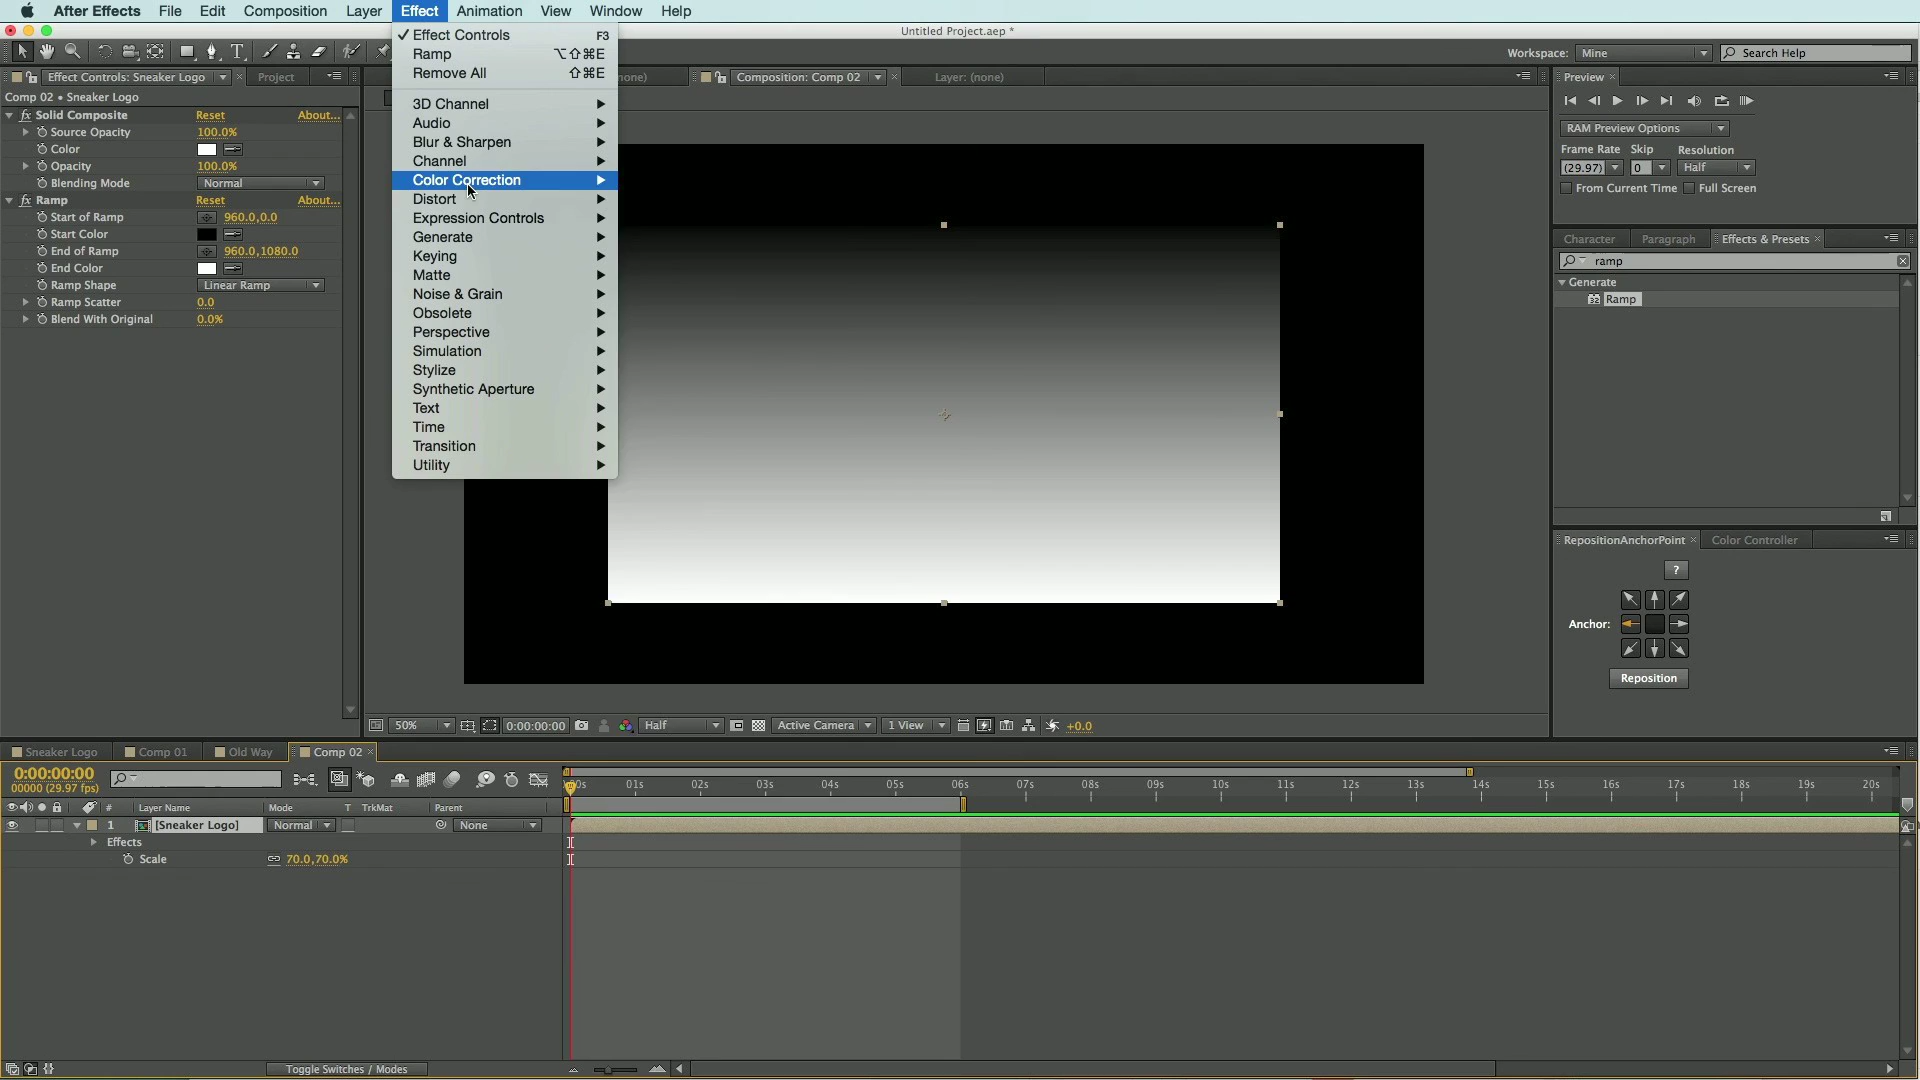 After Effects File Edit Composition Layer Effect Animation View Window Help
Untitled Project.aep *
Workspace: Mine Search Help
Effect Controls: Sneaker Logo Project
Comp 02 • Sneaker Logo
Solid Composite Reset About...
Source Opacity 100.0%
Color
Opacity 100.0%
Blending Mode Normal
Ramp Reset About...
Start of Ramp 960.0,0.0
Start Color
End of Ramp 960.0,1080.0
End Color
Ramp Shape Linear Ramp
Ramp Scatter 0.0
Blend With Original 0.0%
Effect Controls F3
Ramp ⌥⇧⌘E
Remove All ⇧⌘E
3D Channel
Audio
Blur & Sharpen
Channel
Color Correction
Distort
Expression Controls
Generate
Keying
Matte
Noise & Grain
Obsolete
Perspective
Simulation
Stylize
Synthetic Aperture
Text
Time
Transition
Utility
none) Composition: Comp 02 Layer: (none)
50% 0:00:00:00 Half Active Camera 1 View +0.0
Preview
RAM Preview Options
Frame Rate Skip Resolution
(29.97) 0 Half
From Current Time Full Screen
Character Paragraph Effects & Presets
ramp
Generate
32 Ramp
RepositionAnchorPoint Color Controller
?
Anchor:
Reposition
Sneaker Logo Comp 01 Old Way Comp 02
0:00:00:00
00000 (29.97 fps)
01s 02s 03s 04s 05s 06s 07s 08s 09s 10s 11s 12s 13s 14s 15s 16s 17s 18s 19s 20s
# Layer Name Mode T TrkMat Parent
1 [Sneaker Logo] Normal None
Effects
Scale 70.0,70.0%
Toggle Switches / Modes